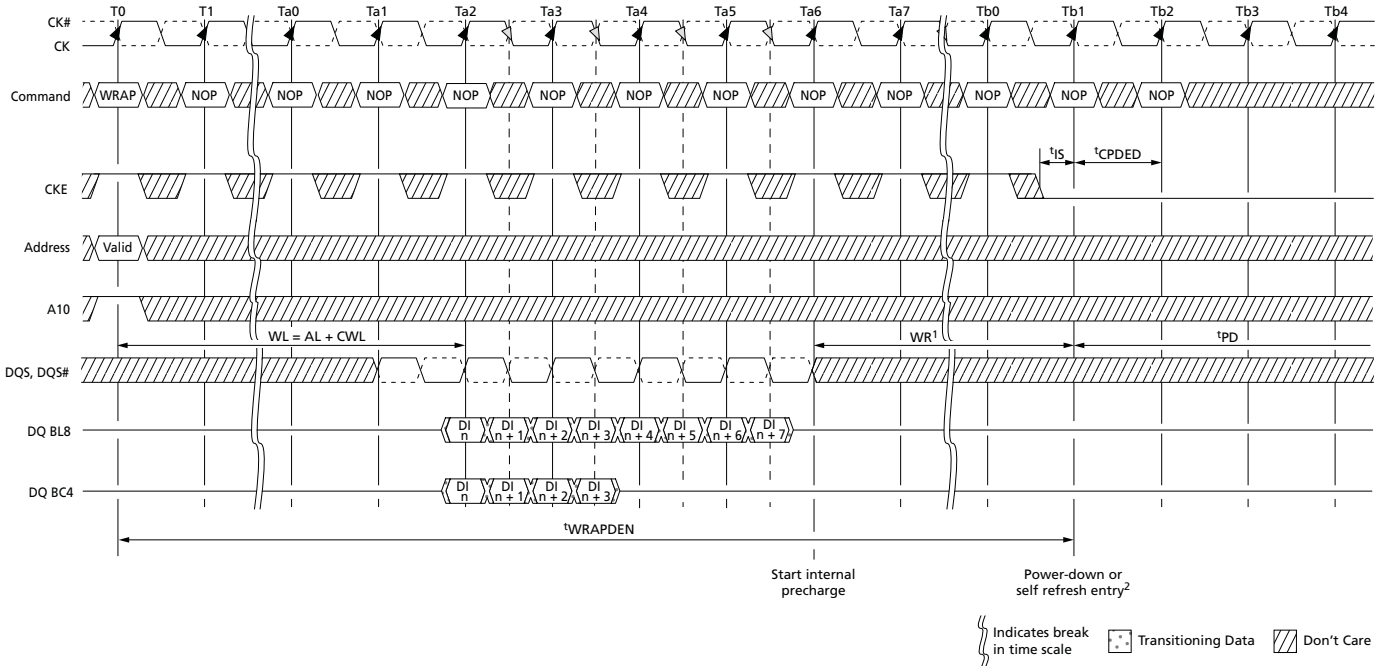 T0 T1 Ta0 Ta1 Ta2 Ta3 Ta4 Ta5 Ta6 Ta7 Tb0 Tb1 Tb2 Tb3 Tb4
CK#
CK
Command WRAP NOP NOP NOP NOP NOP NOP NOP NOP NOP NOP NOP NOP
tIS tCPDED
CKE
Address Valid
A10
WL = AL + CWL WR1 tPD
DQS, DQS#
DQ BL8 DI n DI n + 1 DI n + 2 DI n + 3 DI n + 4 DI n + 5 DI n + 6 DI n + 7
DQ BC4 DI n DI n + 1 DI n + 2 DI n + 3
tWRAPDEN
Start internal
precharge
Power-down or
self refresh entry2
Indicates break
in time scale
Transitioning Data
Don't Care